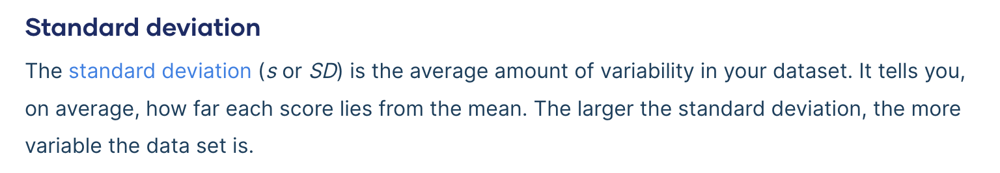 Standard deviation
The standard deviation (s or SD) is the average amount of variability in your dataset. It tells you,
on average, how far each score lies from the mean. The larger the standard deviation, the more
variable the data set is.